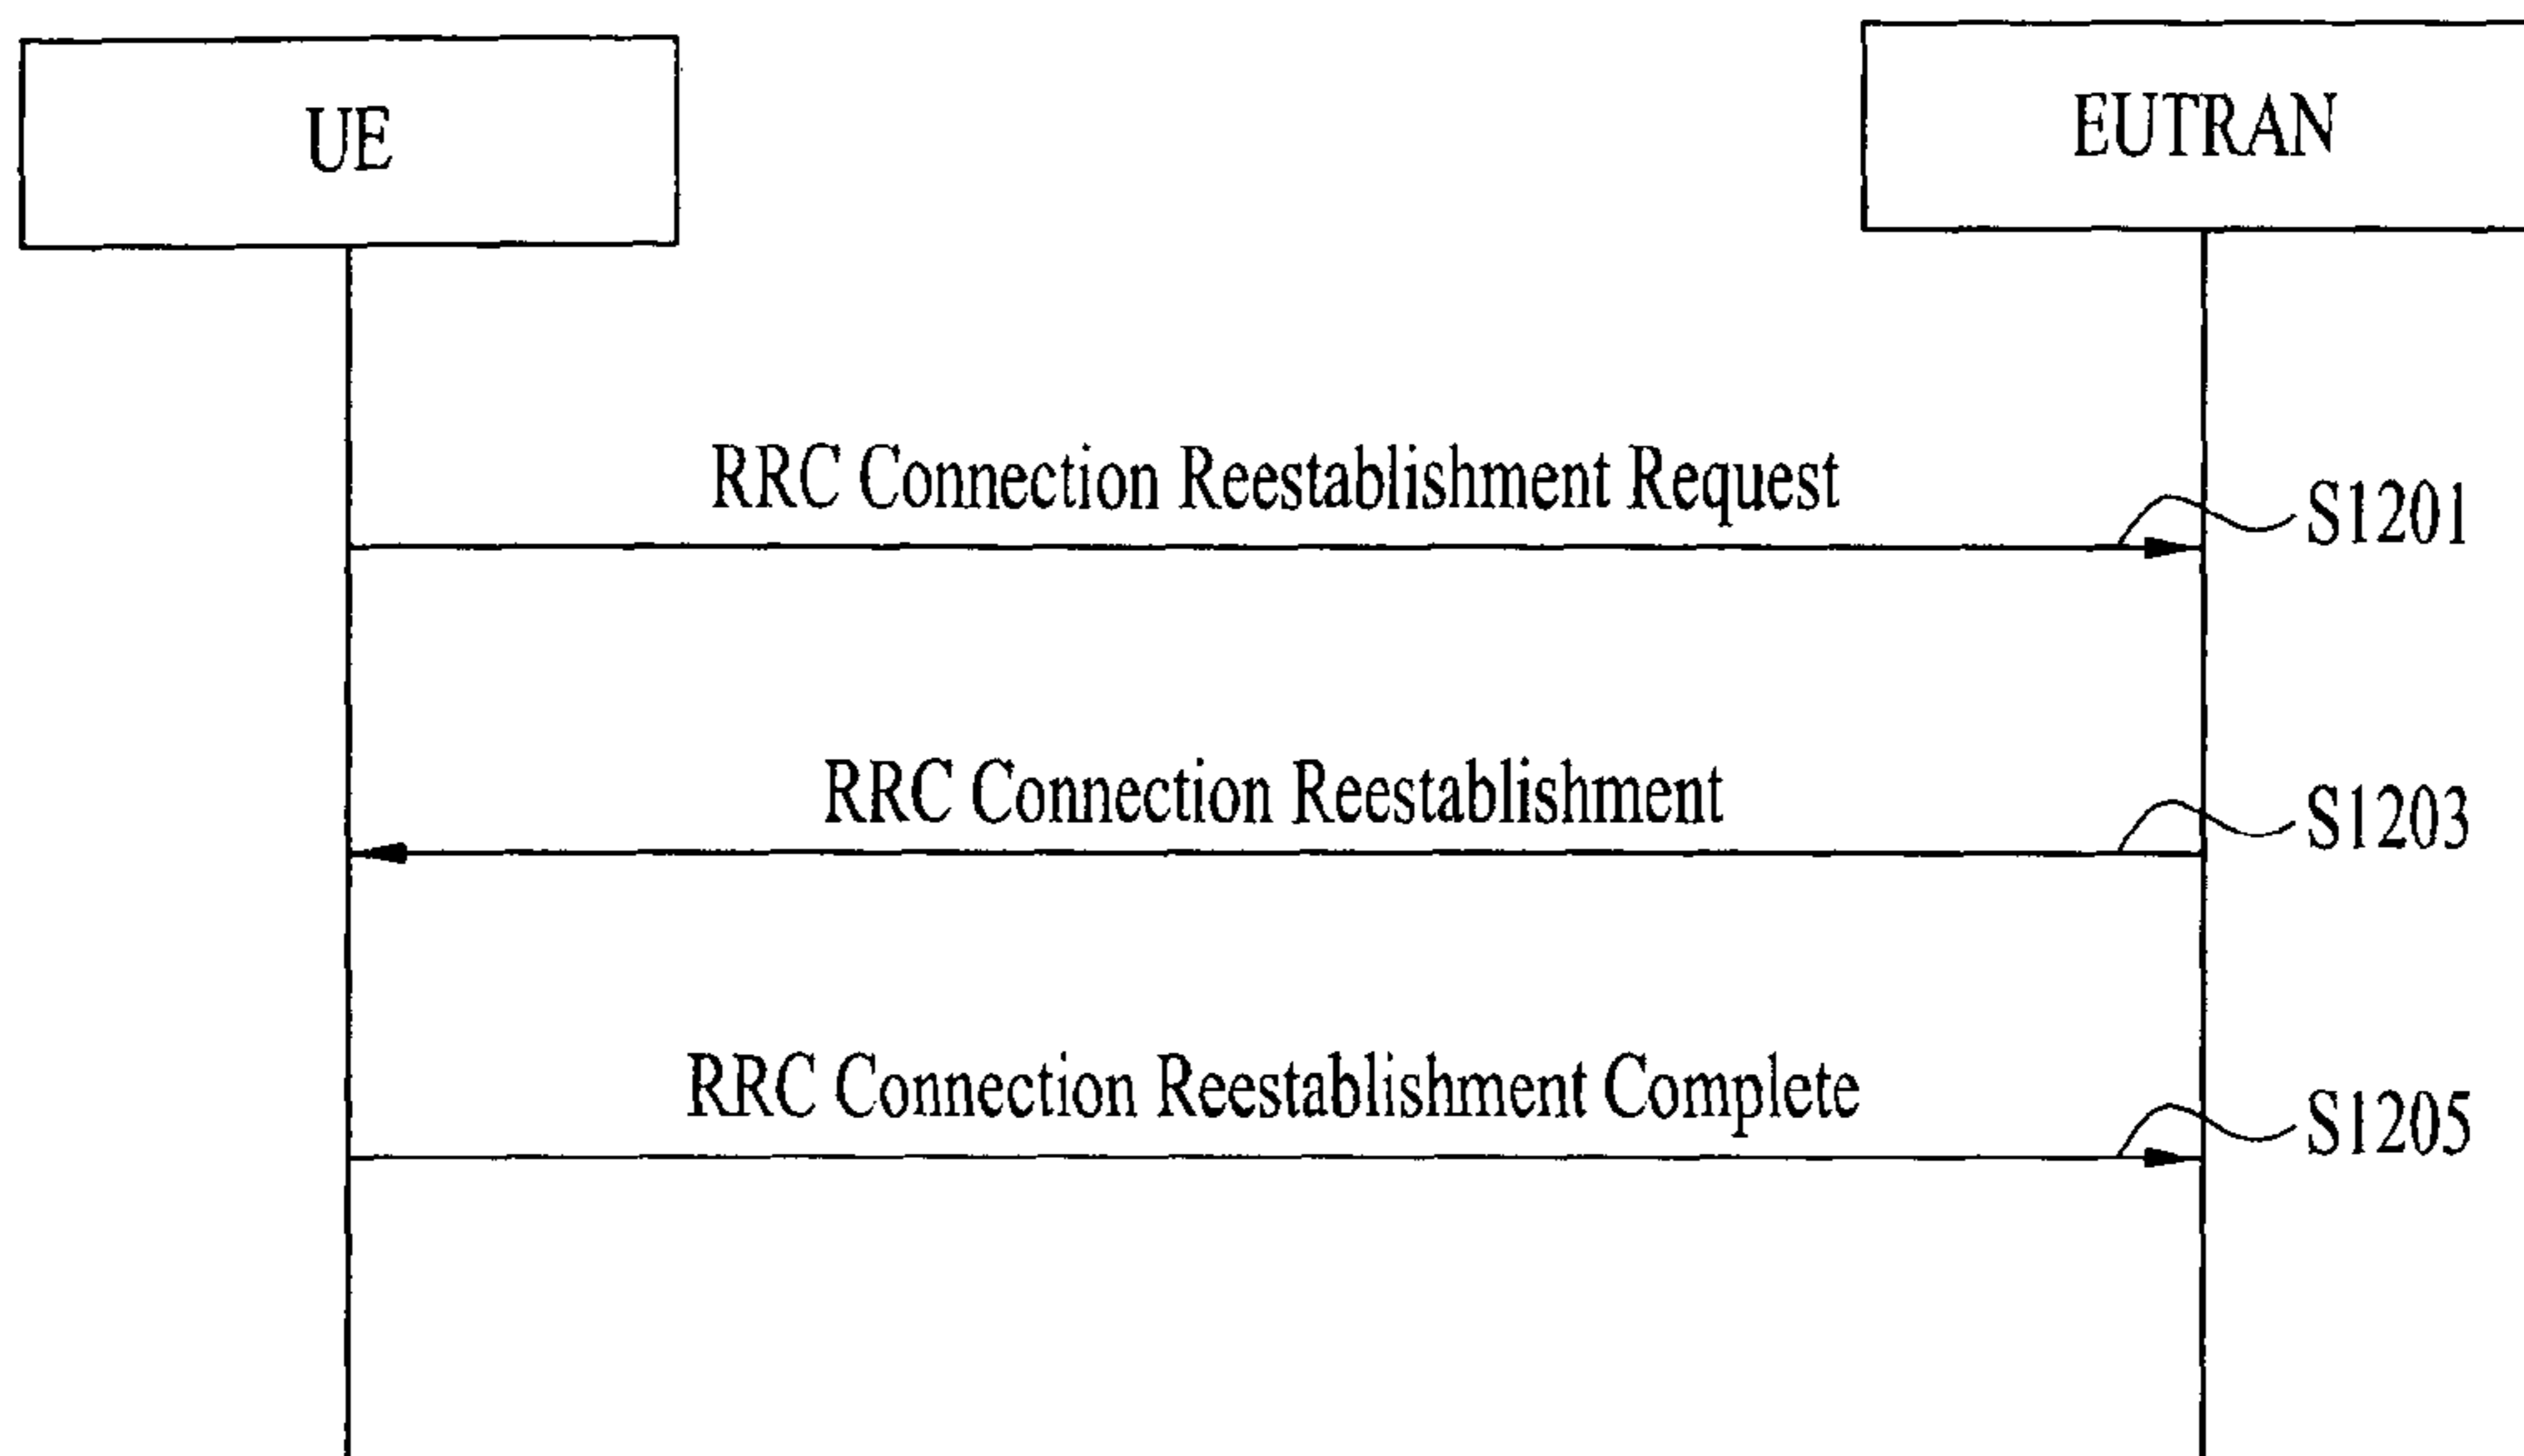 UE
EUTRAN
RRC Connection Reestablishment Request
S1201
RRC Connection Reestablishment
S1203
RRC Connection Reestablishment Complete
S1205